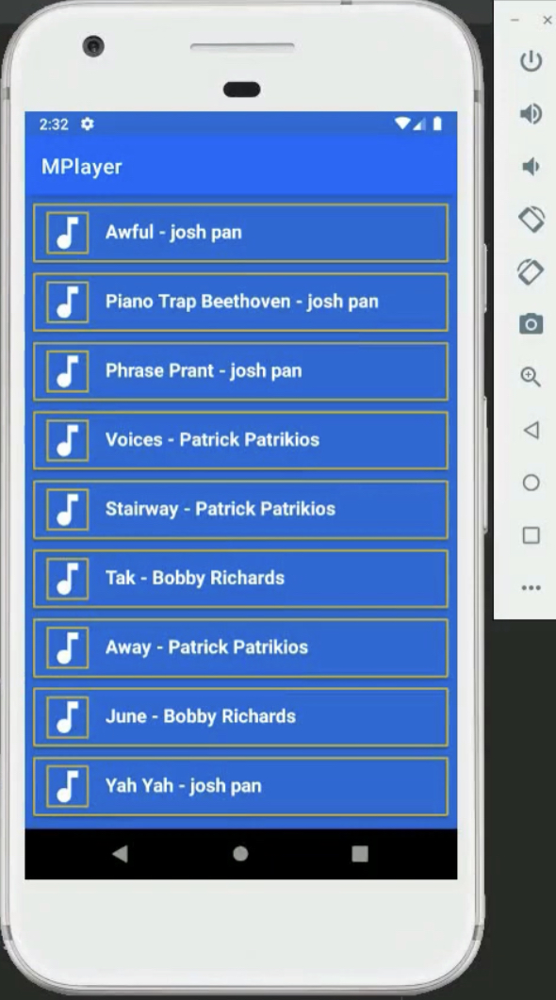 2:32
MPlayer
Awful - josh pan
Piano Trap Beethoven - josh pan
Phrase Prant - josh pan
Voices - Patrick Patrikios
Stairway - Patrick Patrikios
Tak - Bobby Richards
Away - Patrick Patrikios
June - Bobby Richards
Yah Yah - josh pan